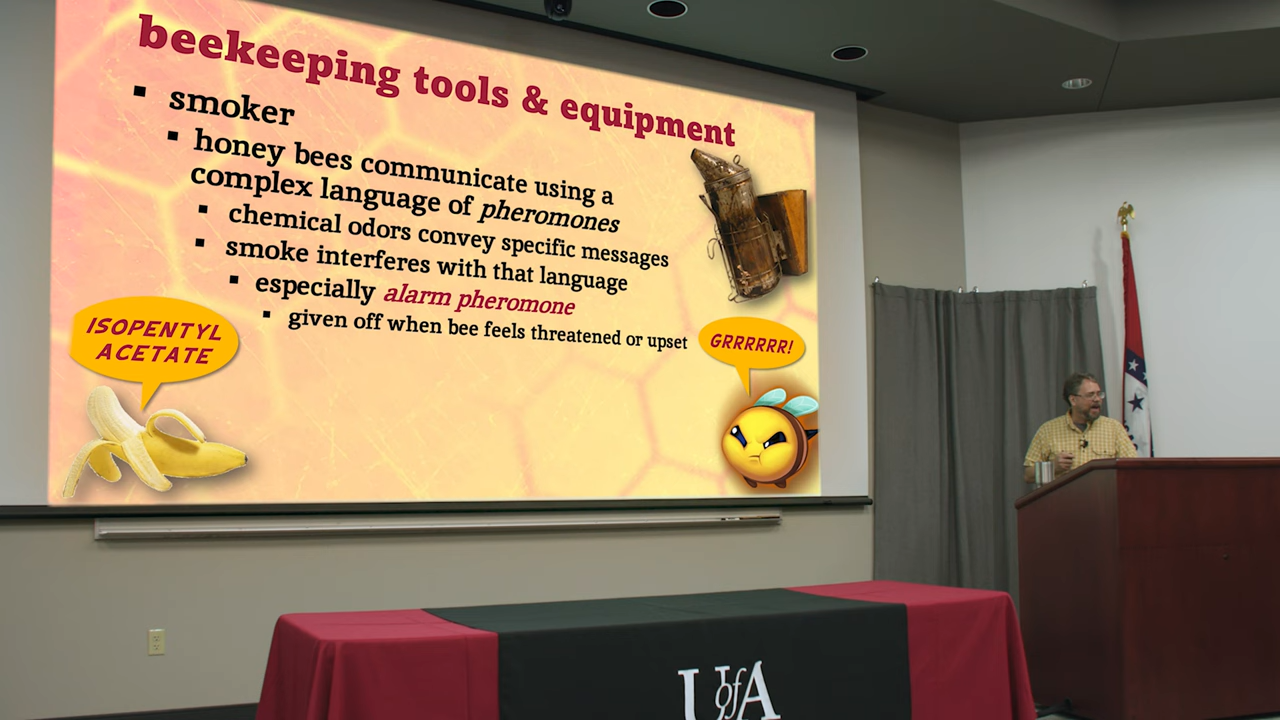 beekeeping tools & equipment
▪ smoker
▪ honey bees communicate using a
complex language of pheromones
▪ chemical odors convey specific messages
▪ smoke interferes with that language
▪ especially alarm pheromone
▪ given off when bee feels threatened or upset
ISOPENTYL
ACETATE
GRRRRRR!
U of A